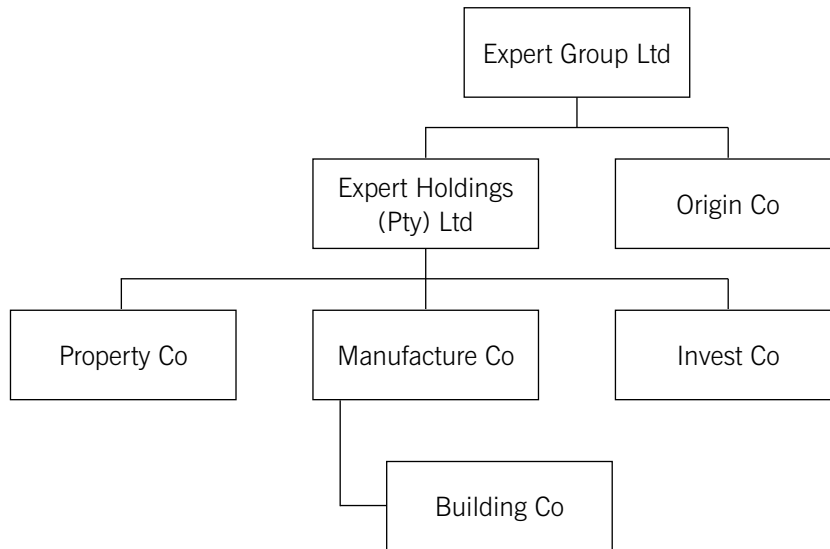 Expert Group Ltd
Expert Holdings
(Pty) Ltd
Origin Co
Property Co
Manufacture Co
Invest Co
Building Co